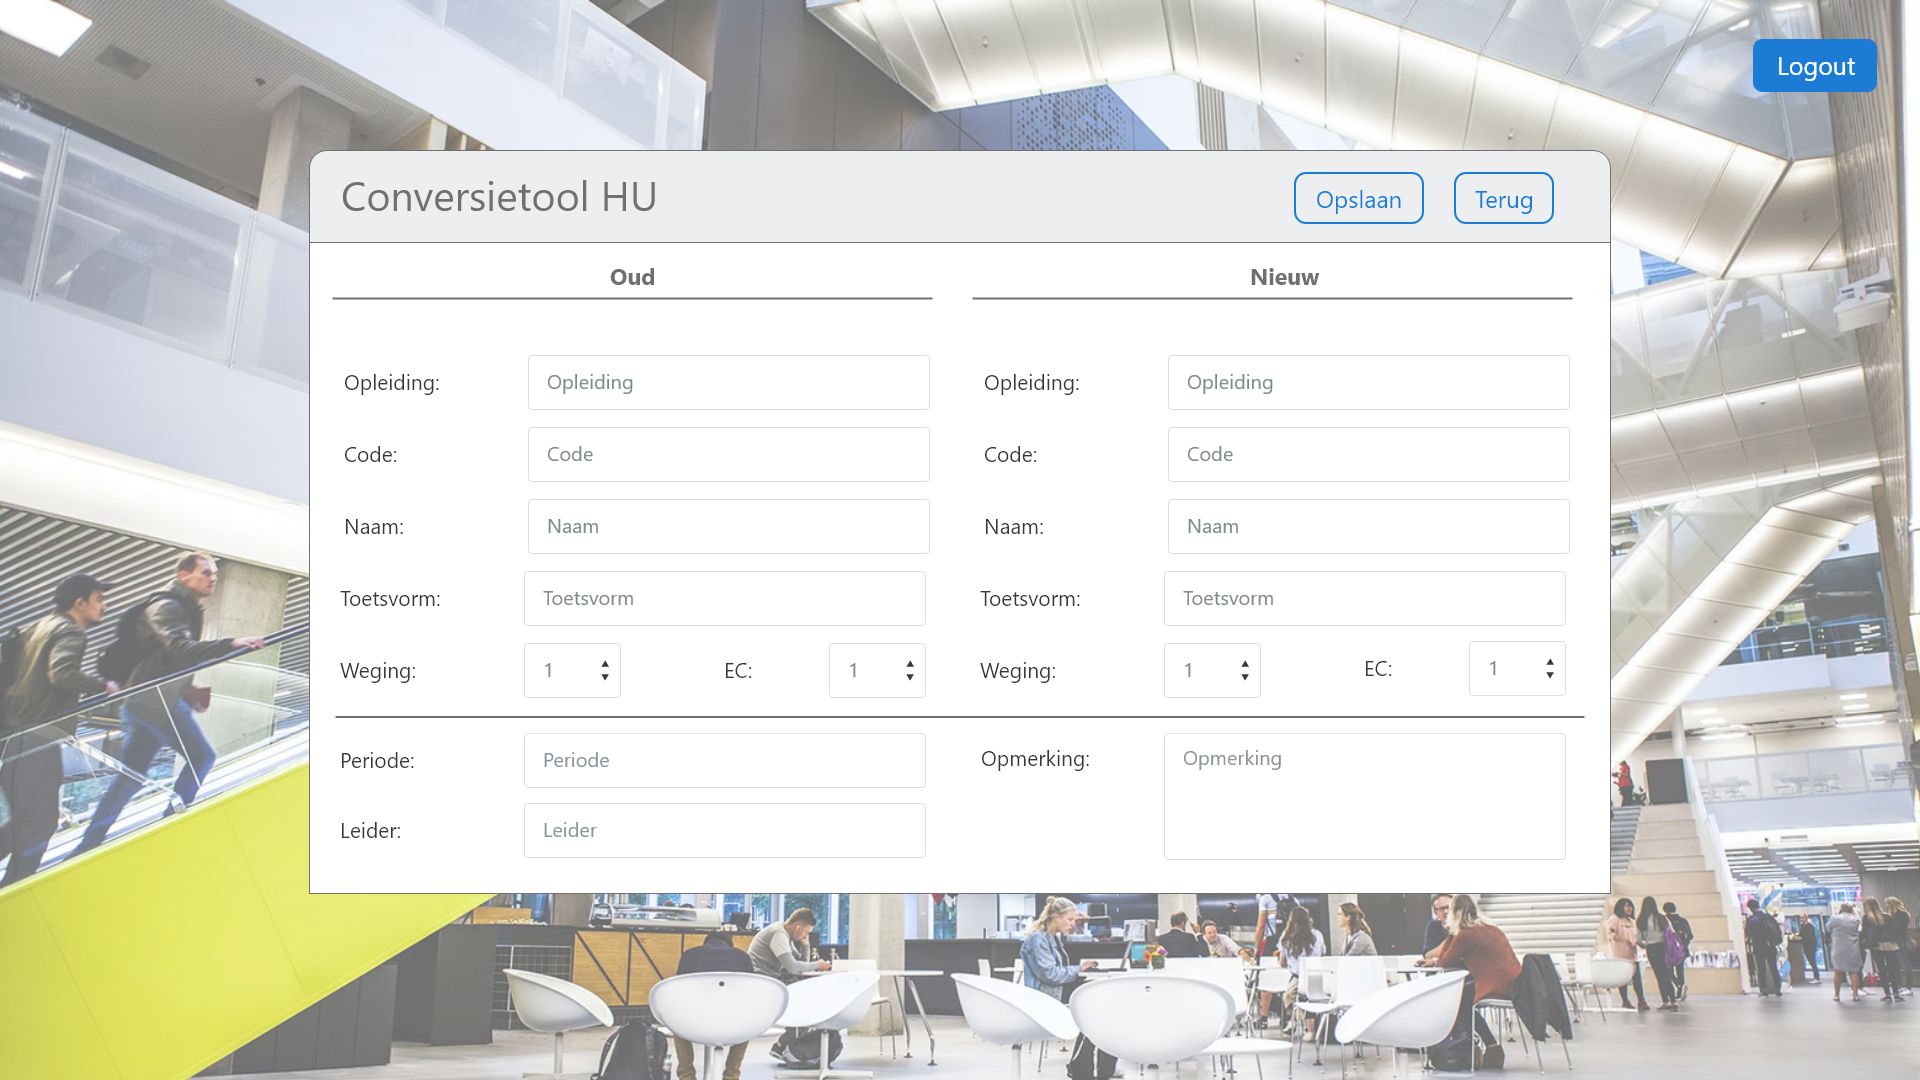 Logout
Conversietool HU
Opslaan
Terug
Oud
Nieuw
Opleiding:
Opleiding
Opleiding:
Opleiding
Code:
Code
Code:
Code
Naam:
Naam
Naam:
Naam
Toetsvorm:
Toetsvorm
Toetsvorm:
Toetsvorm
Weging:
1
EC:
1
Weging:
1
EC:
1
Periode:
Periode
Opmerking:
Opmerking
Leider:
Leider